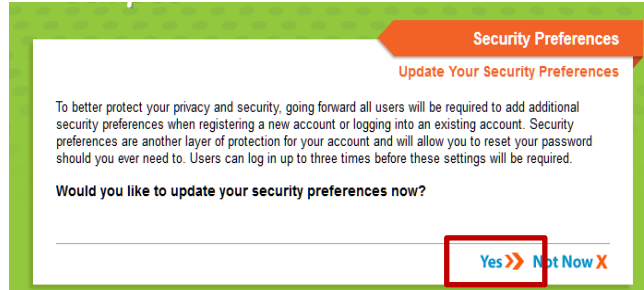 Security Preferences
Update Your Security Preferences
To better protect your privacy and security, going forward all users will be required to add additional
security preferences when registering a new account or logging into an existing account. Security
preferences are another layer of protection for your account and will allow you to reset your password
should you ever need to. Users can log in up to three times before these settings will be required.
Would you like to update your security preferences now?
Yes Not Now X